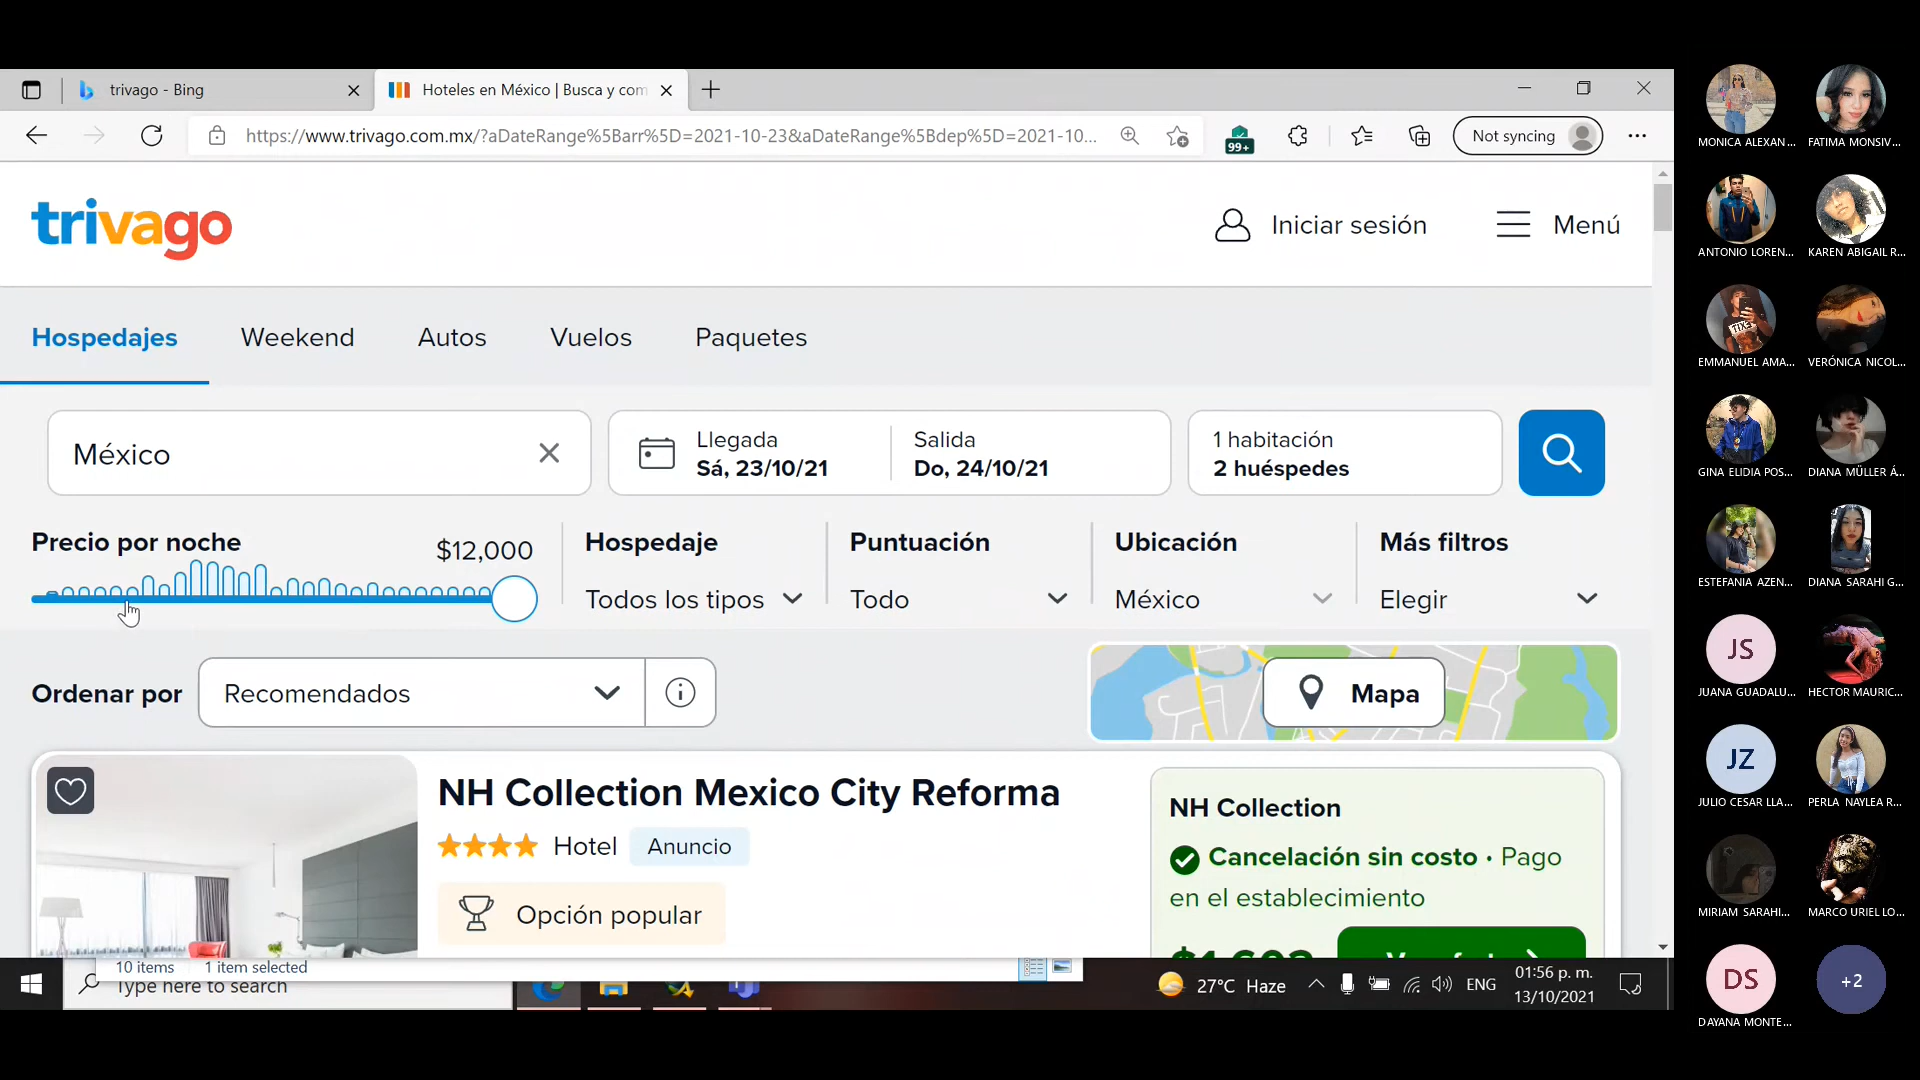 trivago - Bing
Hoteles en México | Busca y com
https://www.trivago.com.mx/?aDateRange%5Barr%5D=2021-10-23&aDateRange%5Bdep%5D=2021-10...
99+
Not syncing
trivago
Iniciar sesión
Menú
Hospedajes
Weekend
Autos
Vuelos
Paquetes
México
Llegada
Sá, 23/10/21
Salida
Do, 24/10/21
1 habitación
2 huéspedes
Precio por noche
$12,000
Hospedaje
Todos los tipos
Puntuación
Todo
Ubicación
México
Más filtros
Elegir
Ordenar por
Recomendados
Mapa
NH Collection Mexico City Reforma
Hotel
Anuncio
Opción popular
NH Collection
Cancelación sin costo • Pago
en el establecimiento
10 items
1 item selected
Type here to search
27°C Haze
ENG
01:56 p. m.
13/10/2021
MONICA ALEXAN...
FATIMA MONSIV...
ANTONIO LOREN...
KAREN ABIGAIL R...
EMMANUEL AMA...
VERÓNICA NICOL...
GINA ELIDIA POS...
DIANA MÜLLER Á...
ESTEFANIA AZEN...
DIANA SARAHI G...
JS
JUANA GUADALU...
HECTOR MAURIC...
JZ
JULIO CESAR LLA...
PERLA NAYLEA R...
MIRIAM SARAHI...
MARCO URIEL LO...
DS
DAYANA MONTE...
+2